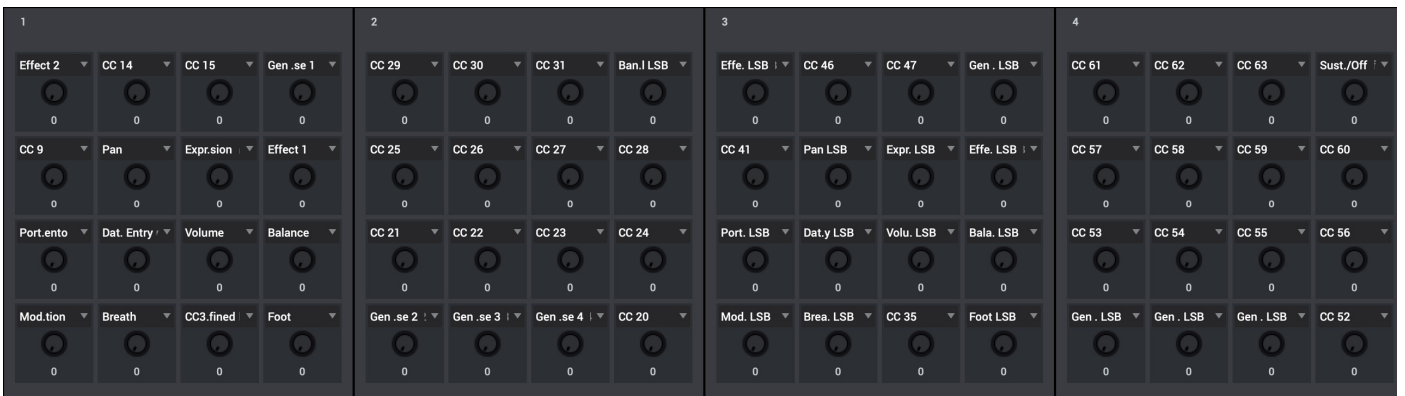 1 2 3 4
Effect 2 CC 14 CC 15 Gen .se 1 CC 29 CC 30 CC 31 Ban.l LSB Effe. LSB CC 46 CC 47 Gen . LSB CC 61 CC 62 CC 63 Sust./Off
0 0 0 0 0 0 0 0 0 0 0 0 0 0 0 0
CC 9 Pan Expr.sion Effect 1 CC 25 CC 26 CC 27 CC 28 CC 41 Pan LSB Expr. LSB Effe. LSB CC 57 CC 58 CC 59 CC 60
0 0 0 0 0 0 0 0 0 0 0 0 0 0 0 0
Port.ento Dat. Entry Volume Balance CC 21 CC 22 CC 23 CC 24 Port. LSB Dat.y LSB Volu. LSB Bala. LSB CC 53 CC 54 CC 55 CC 56
0 0 0 0 0 0 0 0 0 0 0 0 0 0 0 0
Mod.tion Breath CC3.fined Foot Gen .se 2 Gen .se 3 Gen .se 4 CC 20 Mod. LSB Brea. LSB CC 35 Foot LSB Gen . LSB Gen . LSB Gen . LSB CC 52
0 0 0 0 0 0 0 0 0 0 0 0 0 0 0 0